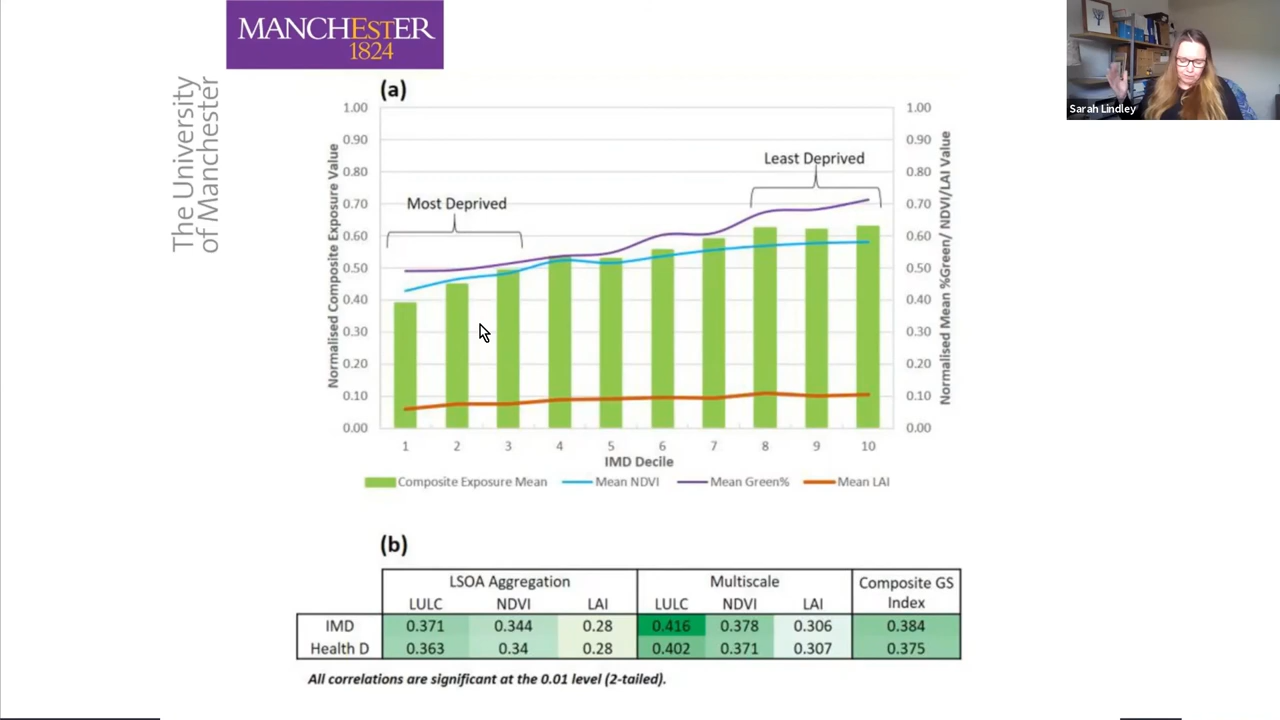 MANCHESTER
1824
The University
of Manchester
Sarah Lindley
(a)
1.00 1.00
0.90 0.90
0.80 0.80
0.70 0.70
0.60 0.60
0.50 0.50
0.40 0.40
0.30 0.30
0.20 0.20
0.10 0.10
0.00 0.00
Normalised Composite Exposure Value
Normalised Mean %Green/ NDVI/LAI Value
Most Deprived
Least Deprived
1 2 3 4 5 6 7 8 9 10
IMD Decile
Composite Exposure Mean Mean NDVI Mean Green% Mean LAI
(b)
LSOA Aggregation Multiscale Composite GS Index
LULC NDVI LAI LULC NDVI LAI
IMD 0.371 0.344 0.28 0.416 0.378 0.306 0.384
Health D 0.363 0.34 0.28 0.402 0.371 0.307 0.375
All correlations are significant at the 0.01 level (2-tailed).